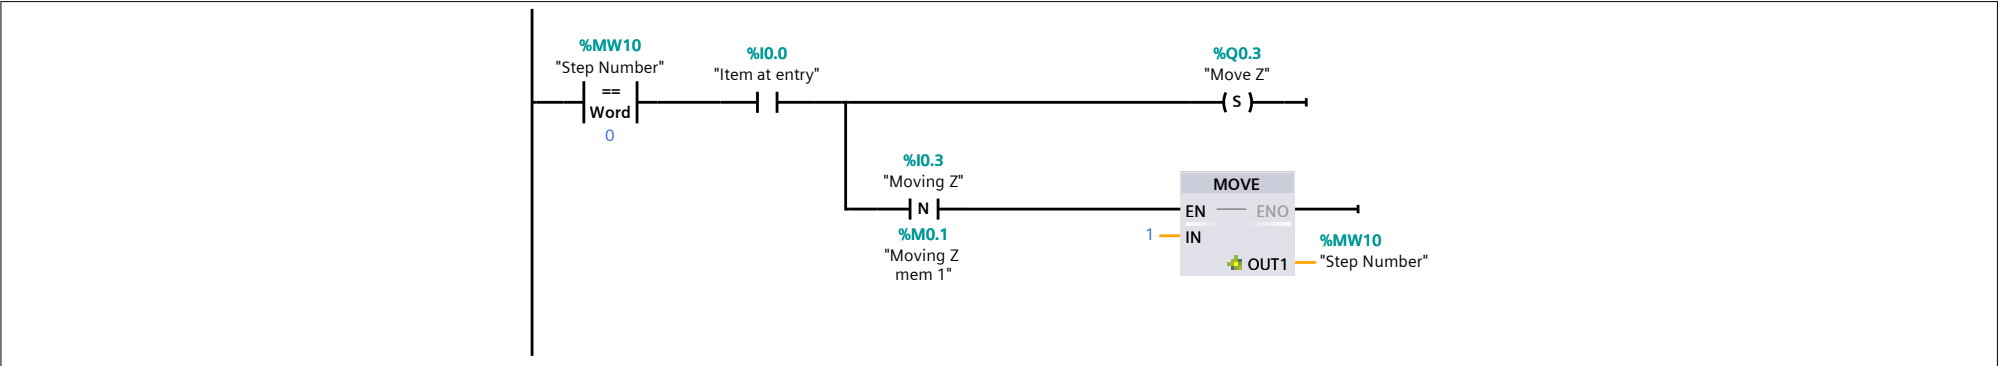 %MW10
"Step Number"
==
Word
0
%I0.0
"Item at entry"
%Q0.3
"Move Z"
S
%I0.3
"Moving Z"
N
%M0.1
"Moving Z
mem 1"
MOVE
EN
ENO
1
IN
OUT1
%MW10
"Step Number"